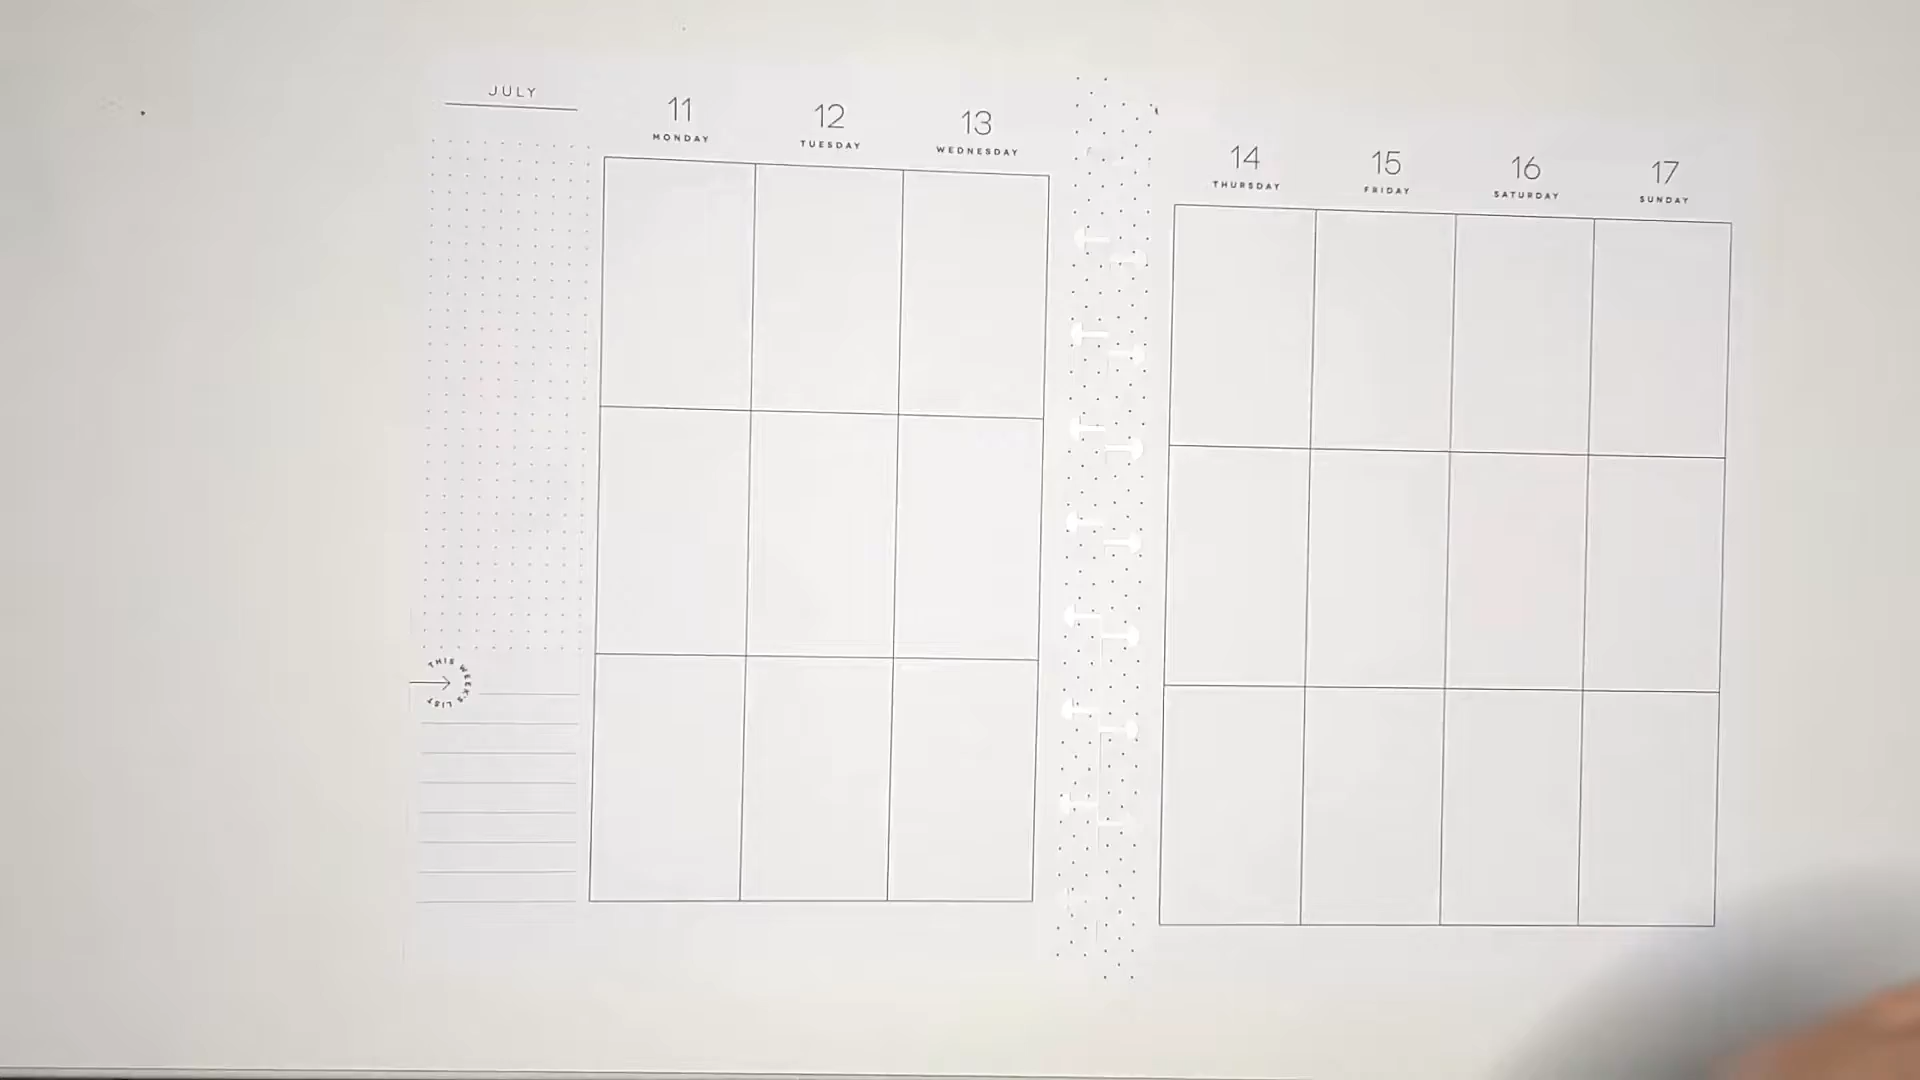 JULY
11
MONDAY
12
TUESDAY
13
WEDNESDAY
14
THURSDAY
15
FRIDAY
16
SATURDAY
17
SUNDAY
THIS WEEK'S LIST